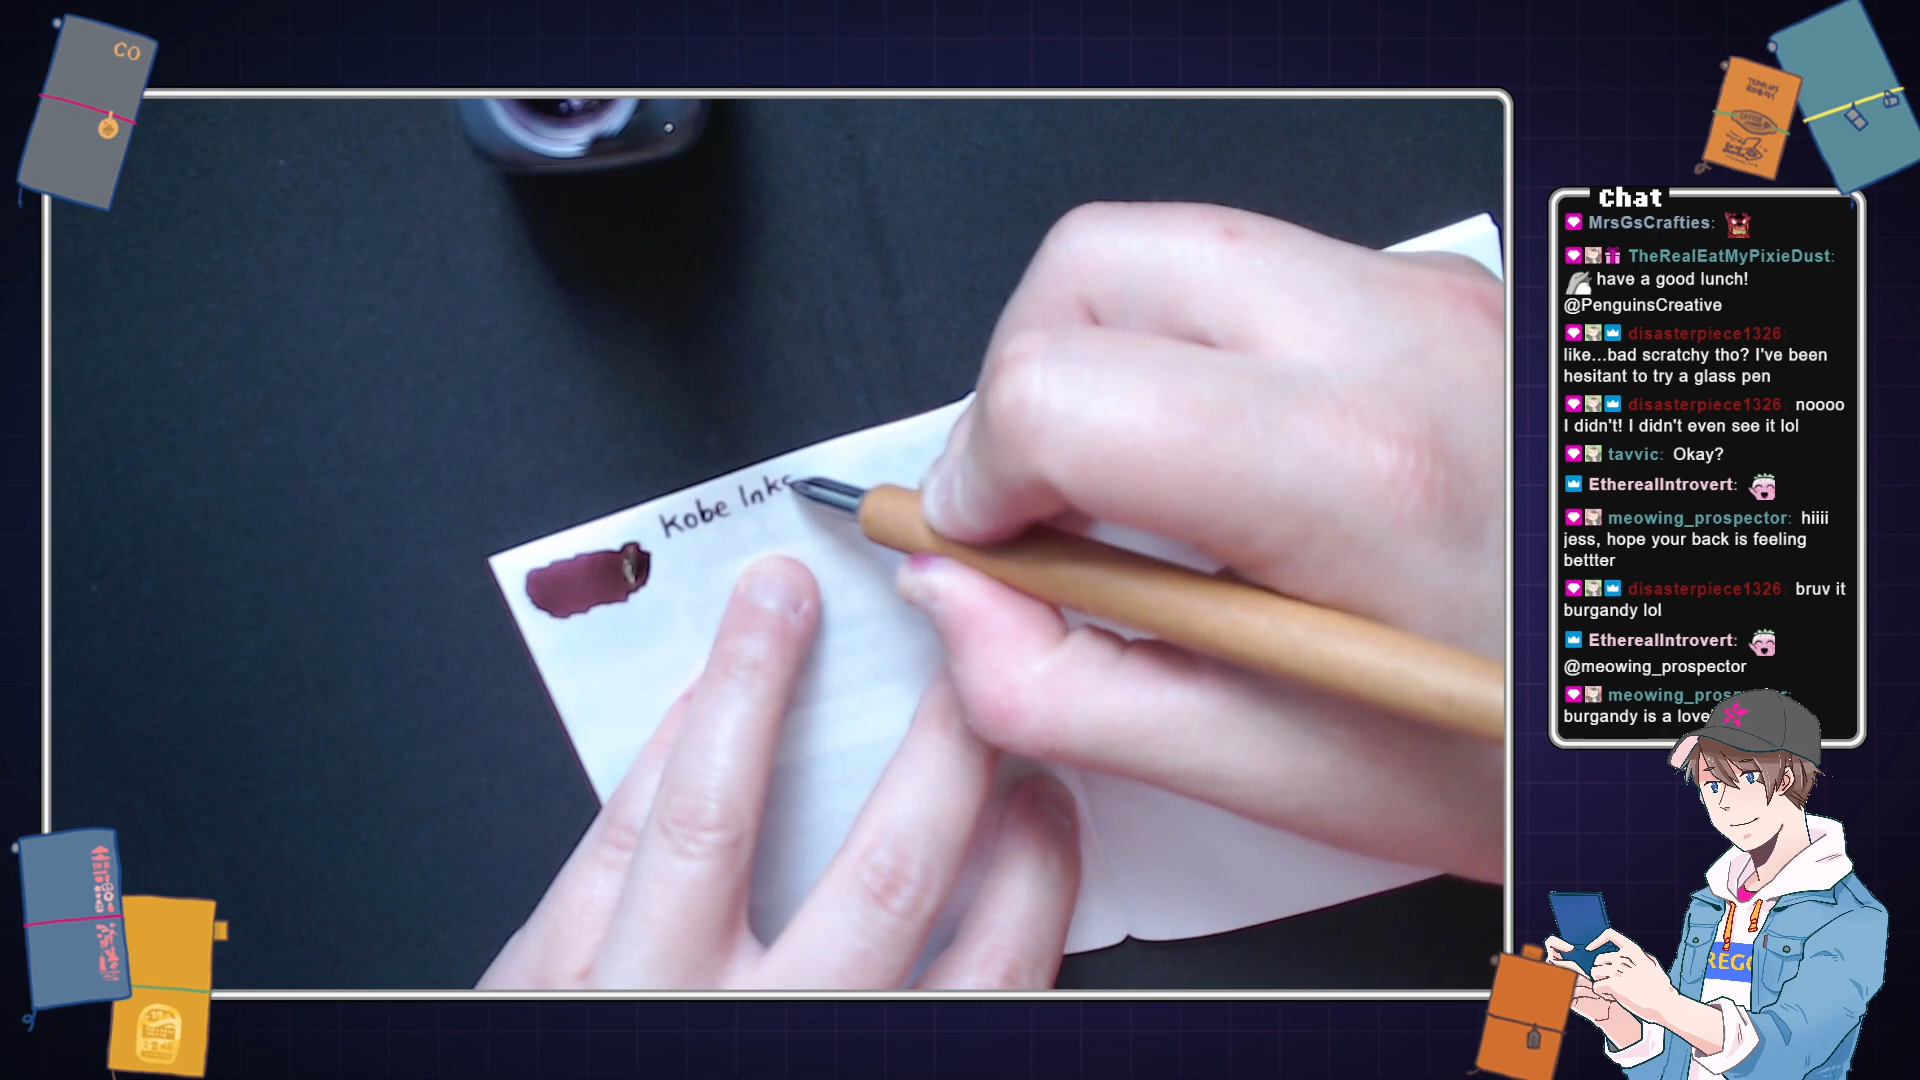 CO
Kobe Inks
chat
MrsGsCrafties:
TheRealEatMyPixieDust:
have a good lunch!
@PenguinsCreative
disasterpiece1326:
like...bad scratchy tho? I've been
hesitant to try a glass pen
disasterpiece1326: noooo
I didn't! I didn't even see it lol
tavvic: Okay?
EtherealIntrovert:
meowing_prospector: hiiii
jess, hope your back is feeling
bettter
disasterpiece1326: bruv it
burgandy lol
EtherealIntrovert:
@meowing_prospector
burgandy is a
REGO